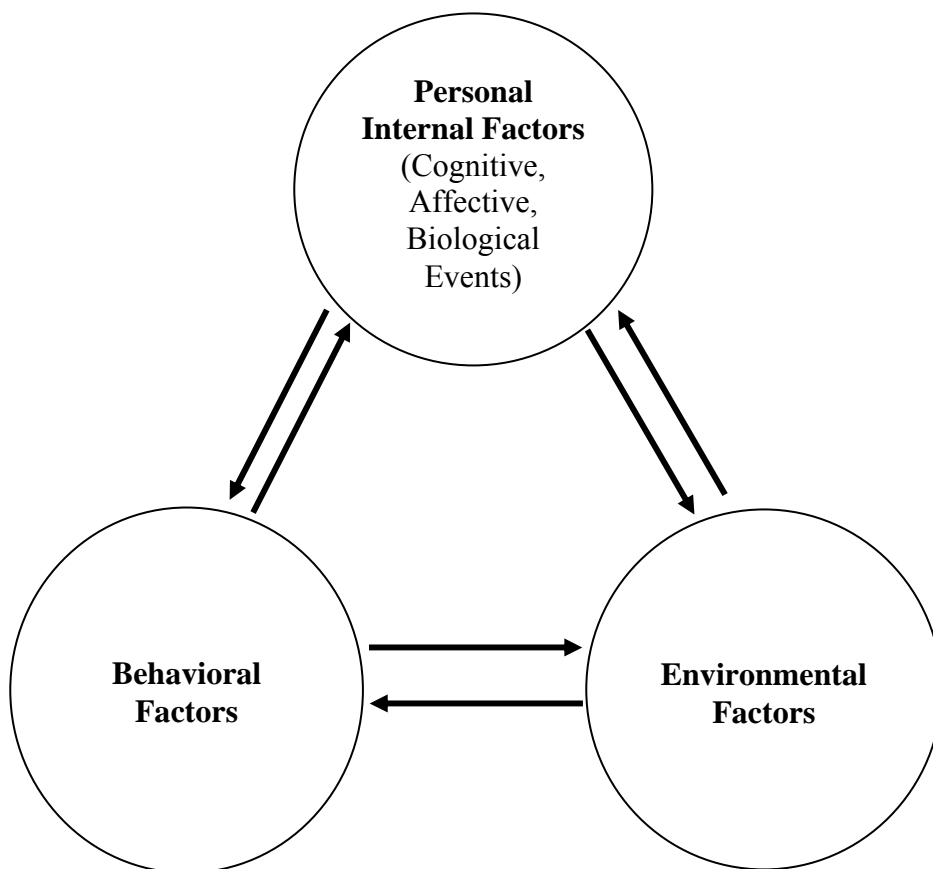 Personal
Internal Factors
(Cognitive,
Affective,
Biological
Events)
Behavioral
Factors
Environmental
Factors